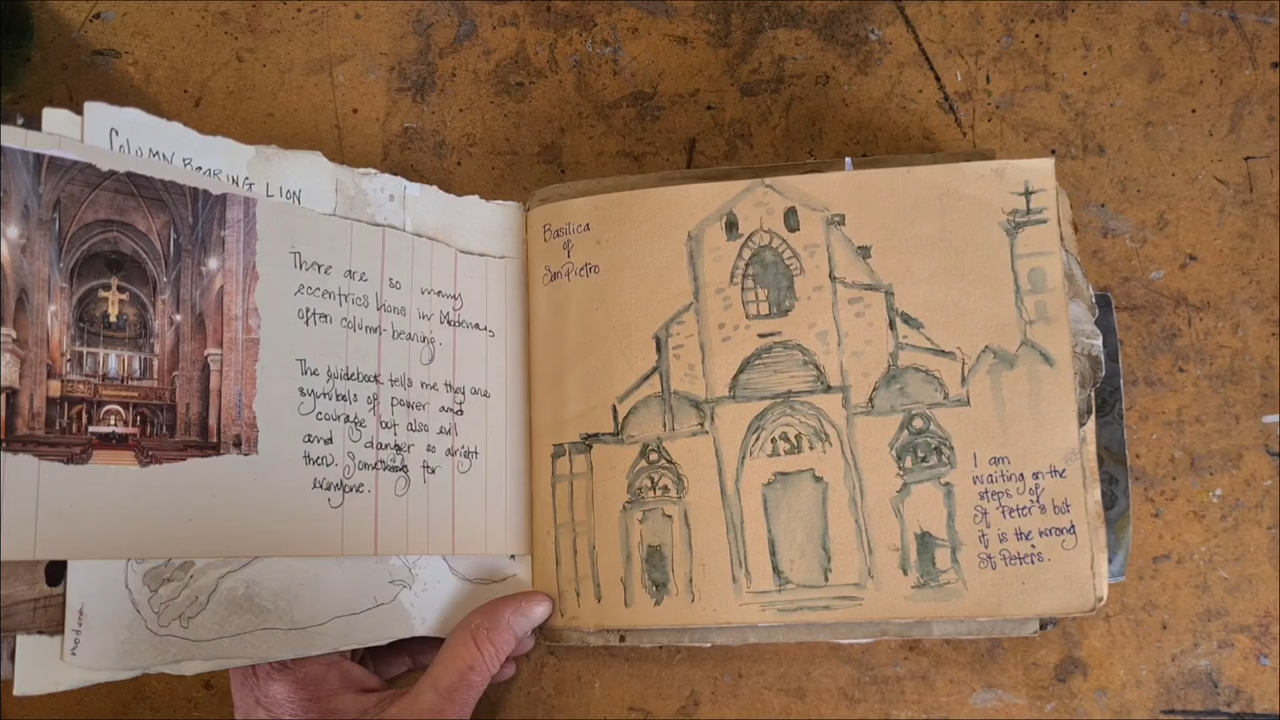 COLUMN BEARING LION
There are so many
eccentrics lions in Modena is
often column-bearing.
The guidebook tells me they are
symbols of power and
courage but also evil
and danger so alright
then. Something for
everyone.
modena
Basilica
of
San Pietro
I am
waiting on the
steps of
St Peter's but
it is the wrong
St Peter's.